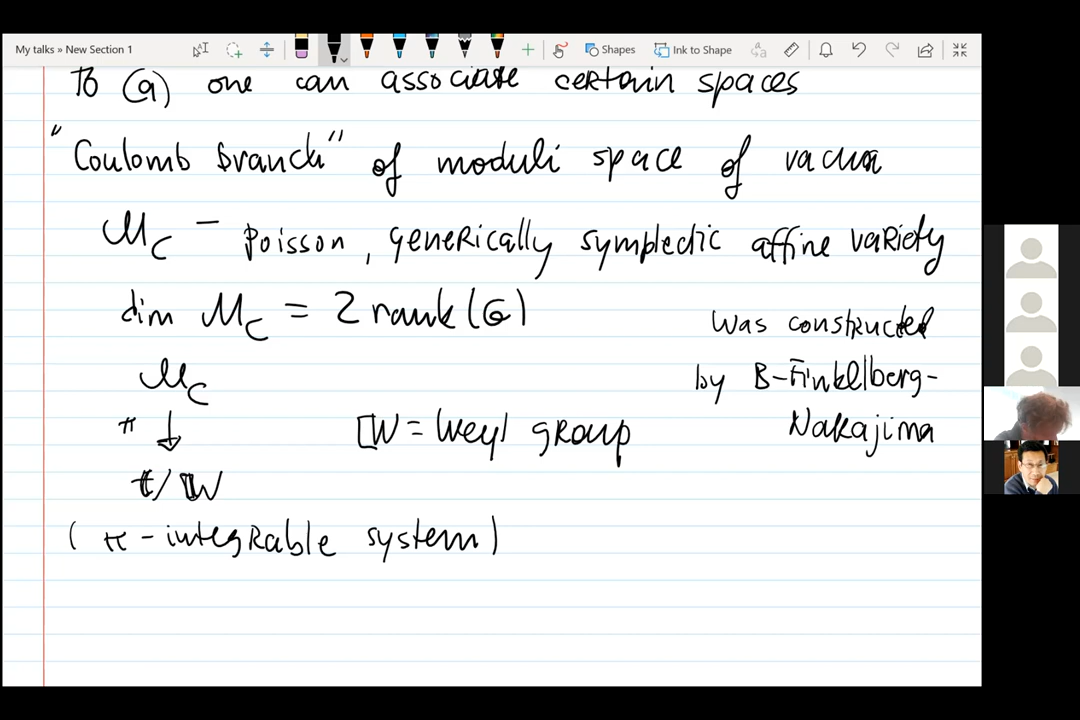 My talks » New Section 1
Shapes
Ink to Shape
To (a) one can associate certain spaces
"Coulomb Branch" of moduli space of vacua
M_C – Poisson, generically symplectic affine variety
dim M_C = 2 rank(G)
was constructed
by B-Finkelberg-
Nakajima
M_C
π ↓
[W = Weyl group
t/W
(π - integrable system)